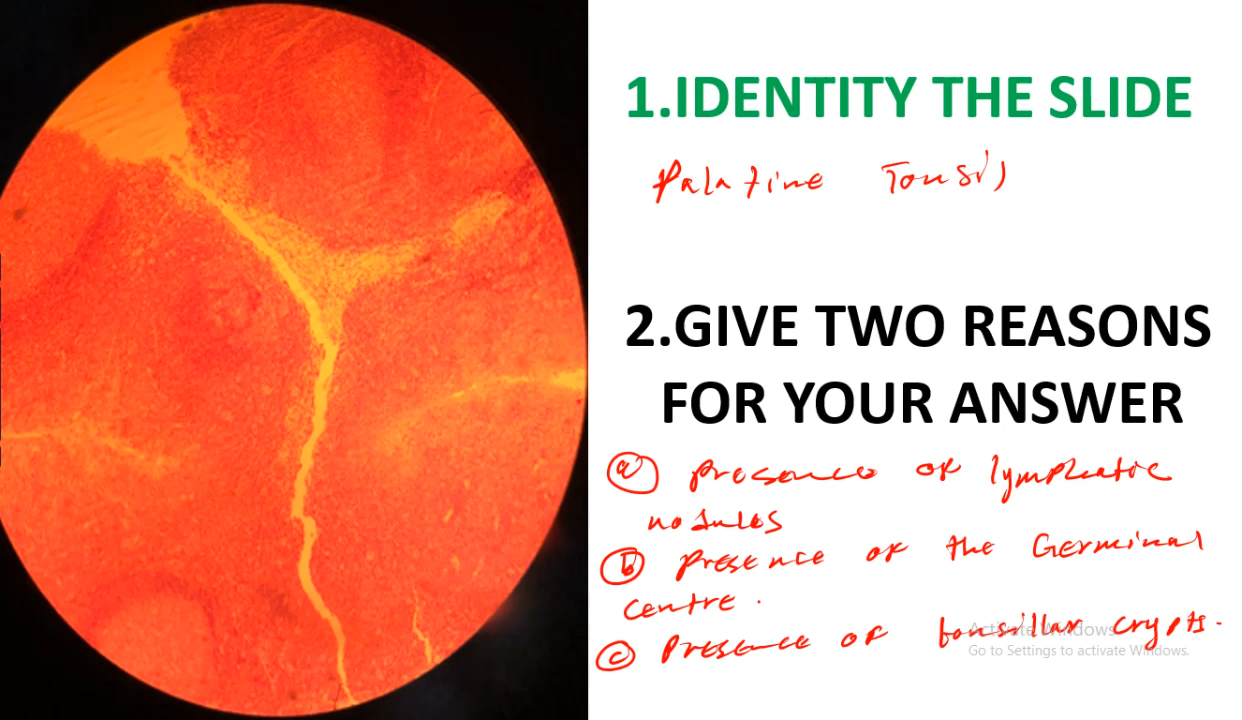 1.IDENTITY THE SLIDE
Palatine Tonsil
2.GIVE TWO REASONS
FOR YOUR ANSWER
(a) Presence of lymphatic
nodules
(b) Presence of the Germinal
centre.
(c) Presence of tonsillar crypts.
Activate Windows
Go to Settings to activate Windows.